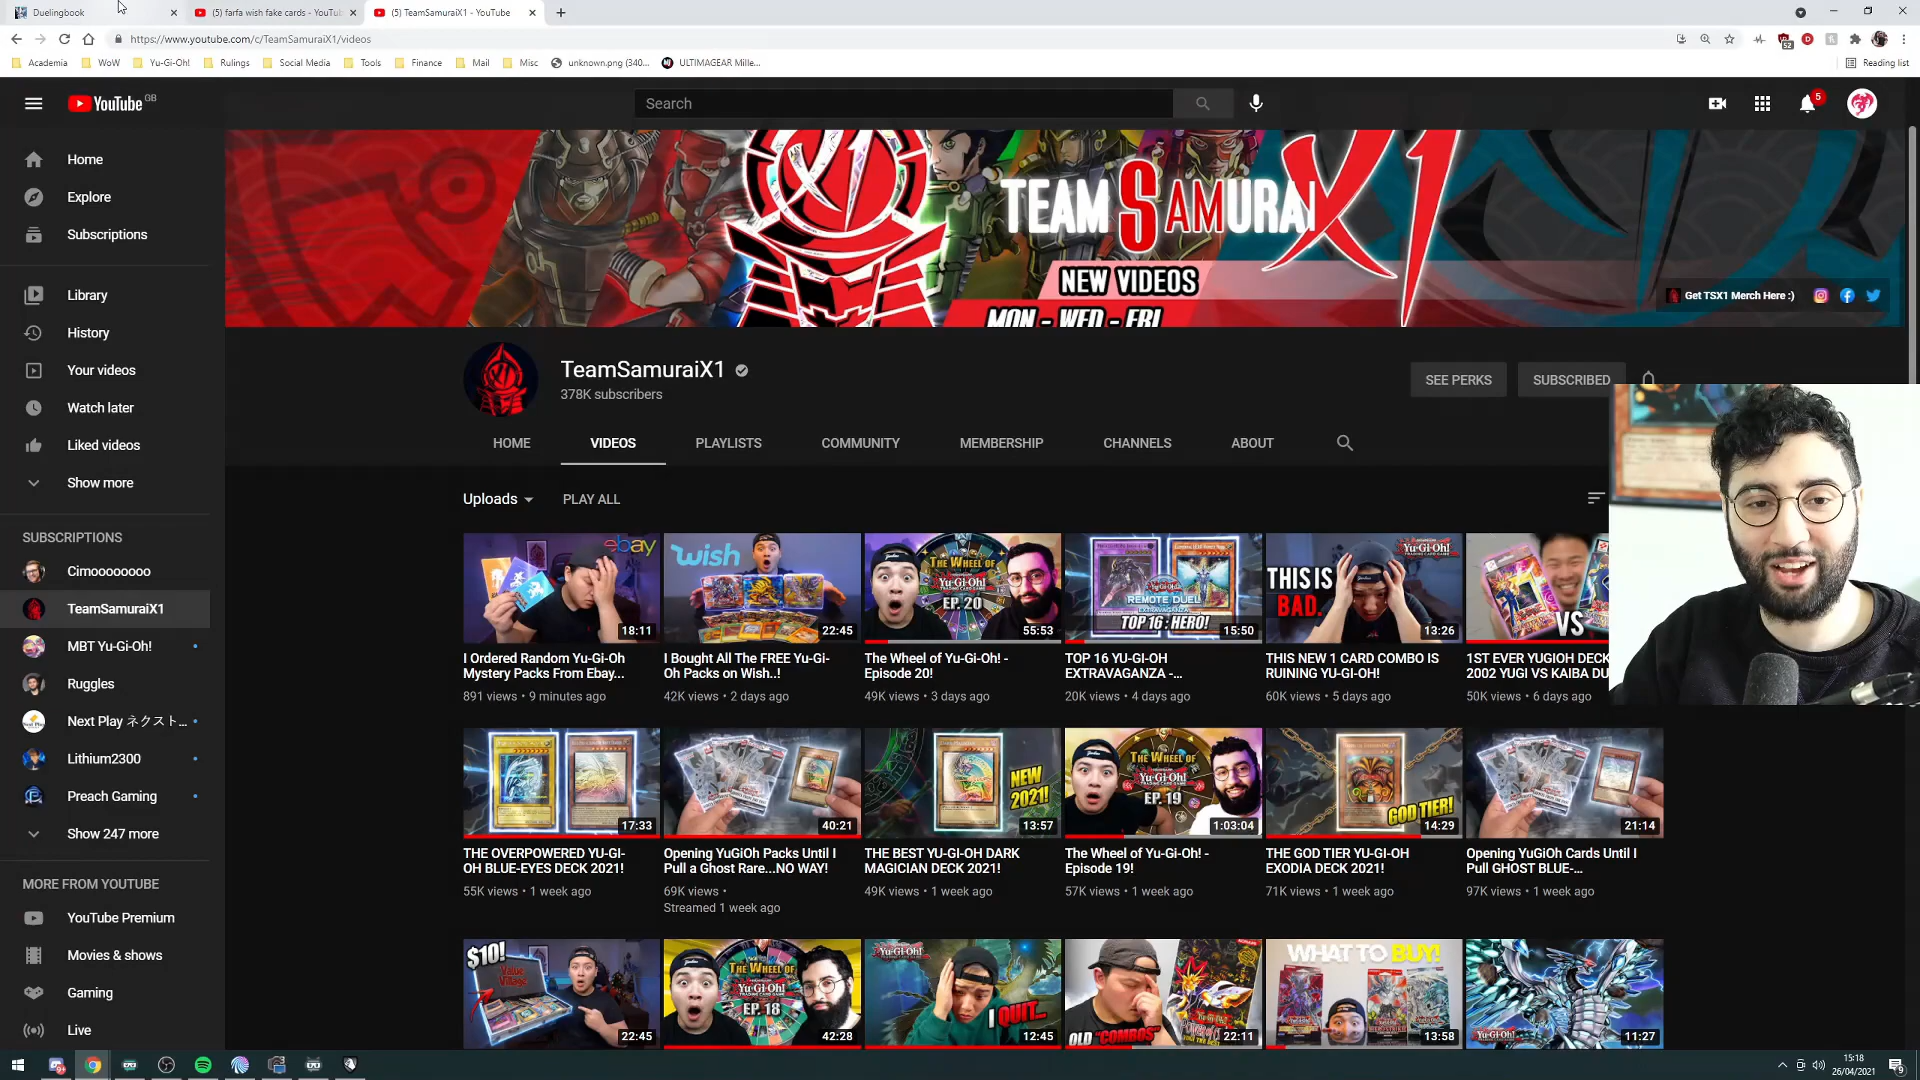 Duelingbook
(5) farfa wish fake cards - YouTub
(5) TeamSamuraiX1 - YouTube
https://www.youtube.com/c/TeamSamuraiX1/videos
Academia
WoW
Yu-Gi-Oh!
Rulings
Social Media
Tools
Finance
Mail
Misc
unknown.png (340...
ULTIMAGEAR Mille...
Reading list
YouTube GB
Search
5
Home
Explore
Subscriptions
Library
History
Your videos
Watch later
Liked videos
Show more
SUBSCRIPTIONS
Cimoooooooo
TeamSamuraiX1
MBT Yu-Gi-Oh!
Ruggles
Next Play ネクスト...
Lithium2300
Preach Gaming
Show 247 more
MORE FROM YOUTUBE
YouTube Premium
Movies & shows
Gaming
Live
TEAM SAMURAI X1
NEW VIDEOS
MON - WED - FRI
Get TSX1 Merch Here :)
TeamSamuraiX1
378K subscribers
SEE PERKS
SUBSCRIBED
HOME
VIDEOS
PLAYLISTS
COMMUNITY
MEMBERSHIP
CHANNELS
ABOUT
Uploads
PLAY ALL
ebay
18:11
I Ordered Random Yu-Gi-Oh
Mystery Packs From Ebay...
891 views • 9 minutes ago
wish
22:45
I Bought All The FREE Yu-Gi-
Oh Packs on Wish..!
42K views • 2 days ago
THE WHEEL OF
Yu-Gi-Oh!
EP. 20
55:53
The Wheel of Yu-Gi-Oh! -
Episode 20!
49K views • 3 days ago
REMOTE DUEL
EXTRAVAGANZA
TOP 16 : HERO!
15:50
TOP 16 YU-GI-OH
EXTRAVAGANZA -...
20K views • 4 days ago
Yu-Gi-Oh!
THIS IS
BAD.
13:26
THIS NEW 1 CARD COMBO IS
RUINING YU-GI-OH!
60K views • 5 days ago
VS
1ST EVER YUGIOH DECK
2002 YUGI VS KAIBA DU
50K views • 6 days ago
17:33
THE OVERPOWERED YU-GI-
OH BLUE-EYES DECK 2021!
55K views • 1 week ago
40:21
Opening YuGiOh Packs Until I
Pull a Ghost Rare...NO WAY!
69K views •
Streamed 1 week ago
NEW
2021!
13:57
THE BEST YU-GI-OH DARK
MAGICIAN DECK 2021!
49K views • 1 week ago
THE WHEEL OF
Yu-Gi-Oh!
EP. 19
1:03:04
The Wheel of Yu-Gi-Oh! -
Episode 19!
57K views • 1 week ago
GOD TIER!
14:29
THE GOD TIER YU-GI-OH
EXODIA DECK 2021!
71K views • 1 week ago
21:14
Opening YuGiOh Cards Until I
Pull GHOST BLUE-...
97K views • 1 week ago
$10!
Value Village
22:45
THE WHEEL OF
Yu-Gi-Oh!
EP. 18
42:28
Yu-Gi-Oh!
I QUIT...
12:45
OLD "COMBOS"
22:11
WHAT TO BUY!
13:58
Yu-Gi-Oh!
11:27
15:18
26/04/2021